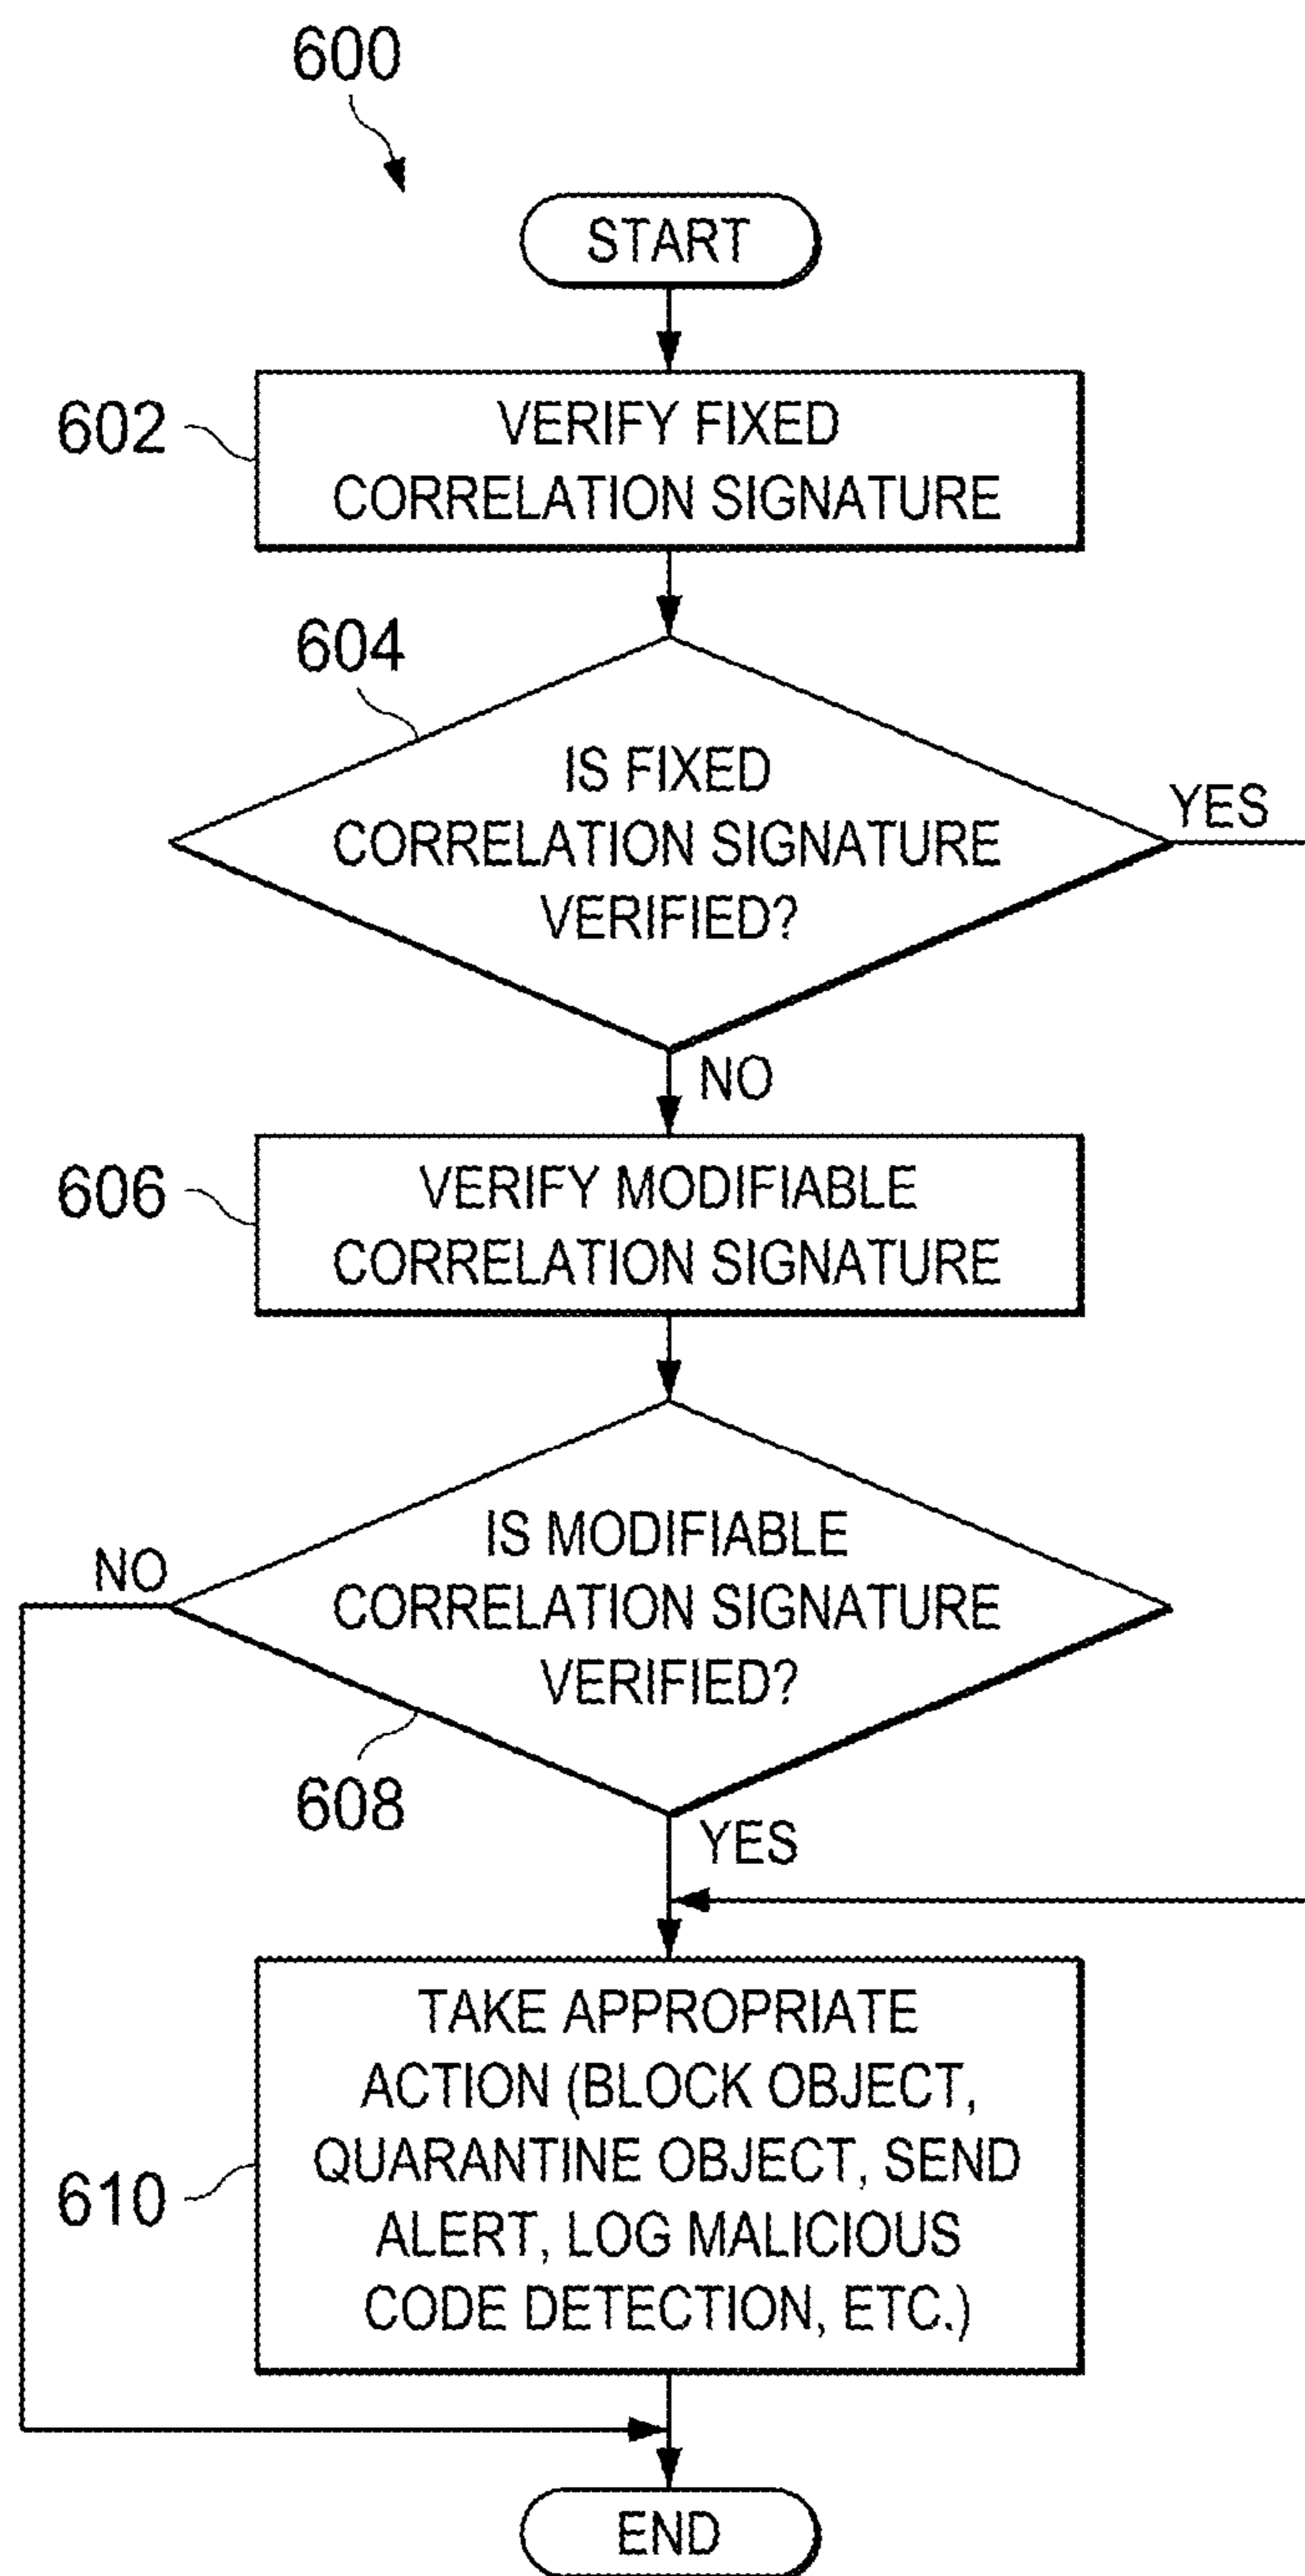 600
START
602
VERIFY FIXED
CORRELATION SIGNATURE
604
IS FIXED
CORRELATION SIGNATURE
VERIFIED?
YES
NO
606
VERIFY MODIFIABLE
CORRELATION SIGNATURE
NO
IS MODIFIABLE
CORRELATION SIGNATURE
VERIFIED?
608
YES
610
TAKE APPROPRIATE
ACTION (BLOCK OBJECT,
QUARANTINE OBJECT, SEND
ALERT, LOG MALICIOUS
CODE DETECTION, ETC.)
END